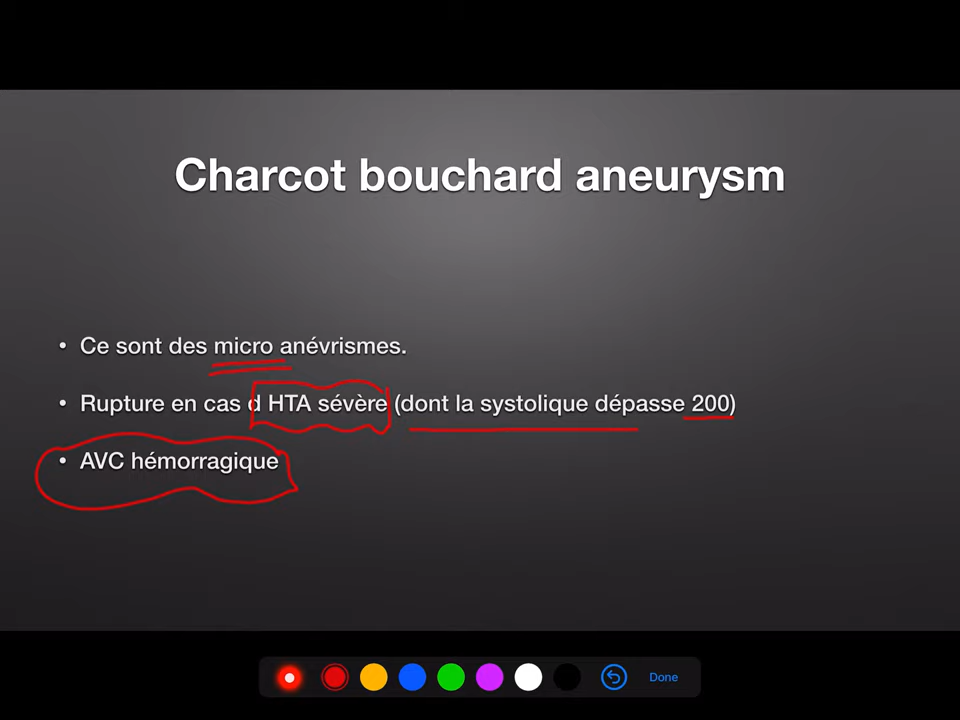 Charcot bouchard aneurysm
• Ce sont des micro anévrismes.
• Rupture en cas d HTA sévère (dont la systolique dépasse 200)
• AVC hémorragique
Done